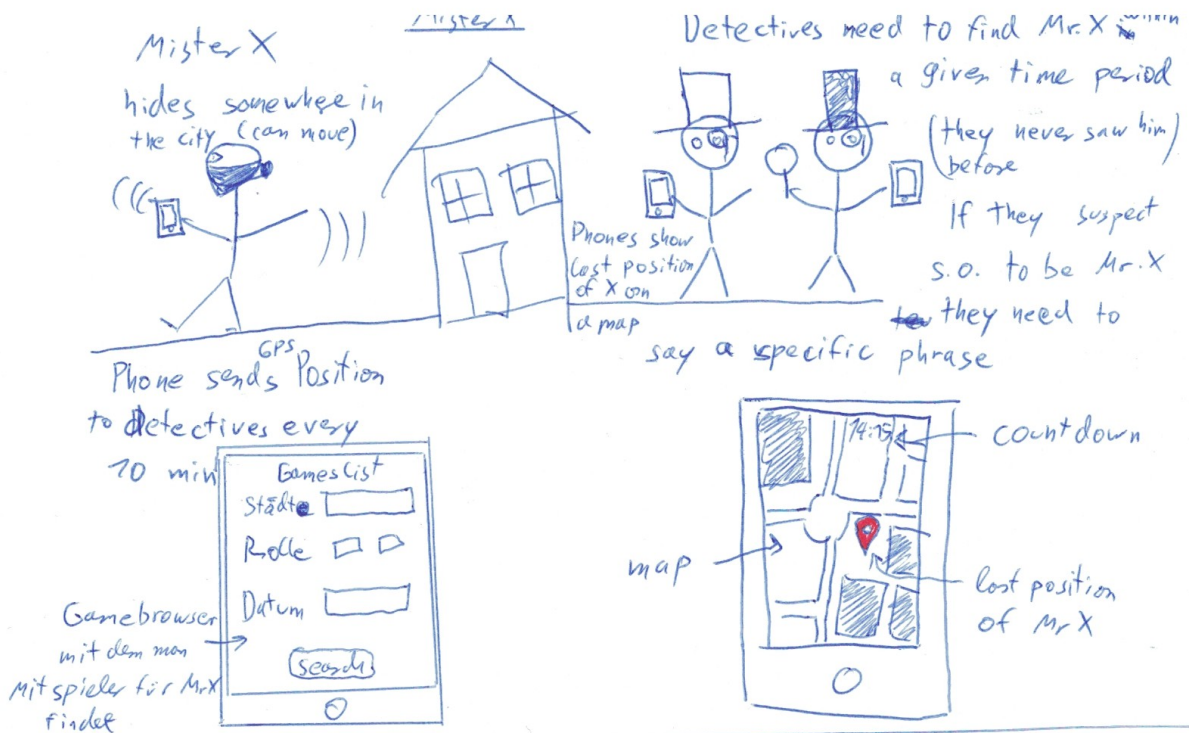 Mister X
Mister X
hides somewhee in
the city (can move)
Detectives need to find Mr. X within
a given time period
(they never saw him)
before
If they suspect
s.o. to be Mr. X
they need to
say a specific phrase
Phones show
last position
of X on
a map
GPS
Phone sends Position
to Detectives every
10 min
GamesList
Städte
Rolle
Datum
Search
Gamebrowser
mit dem man
Mitspieler für MrX
findet
14:15
countdown
map
last position
of Mr X